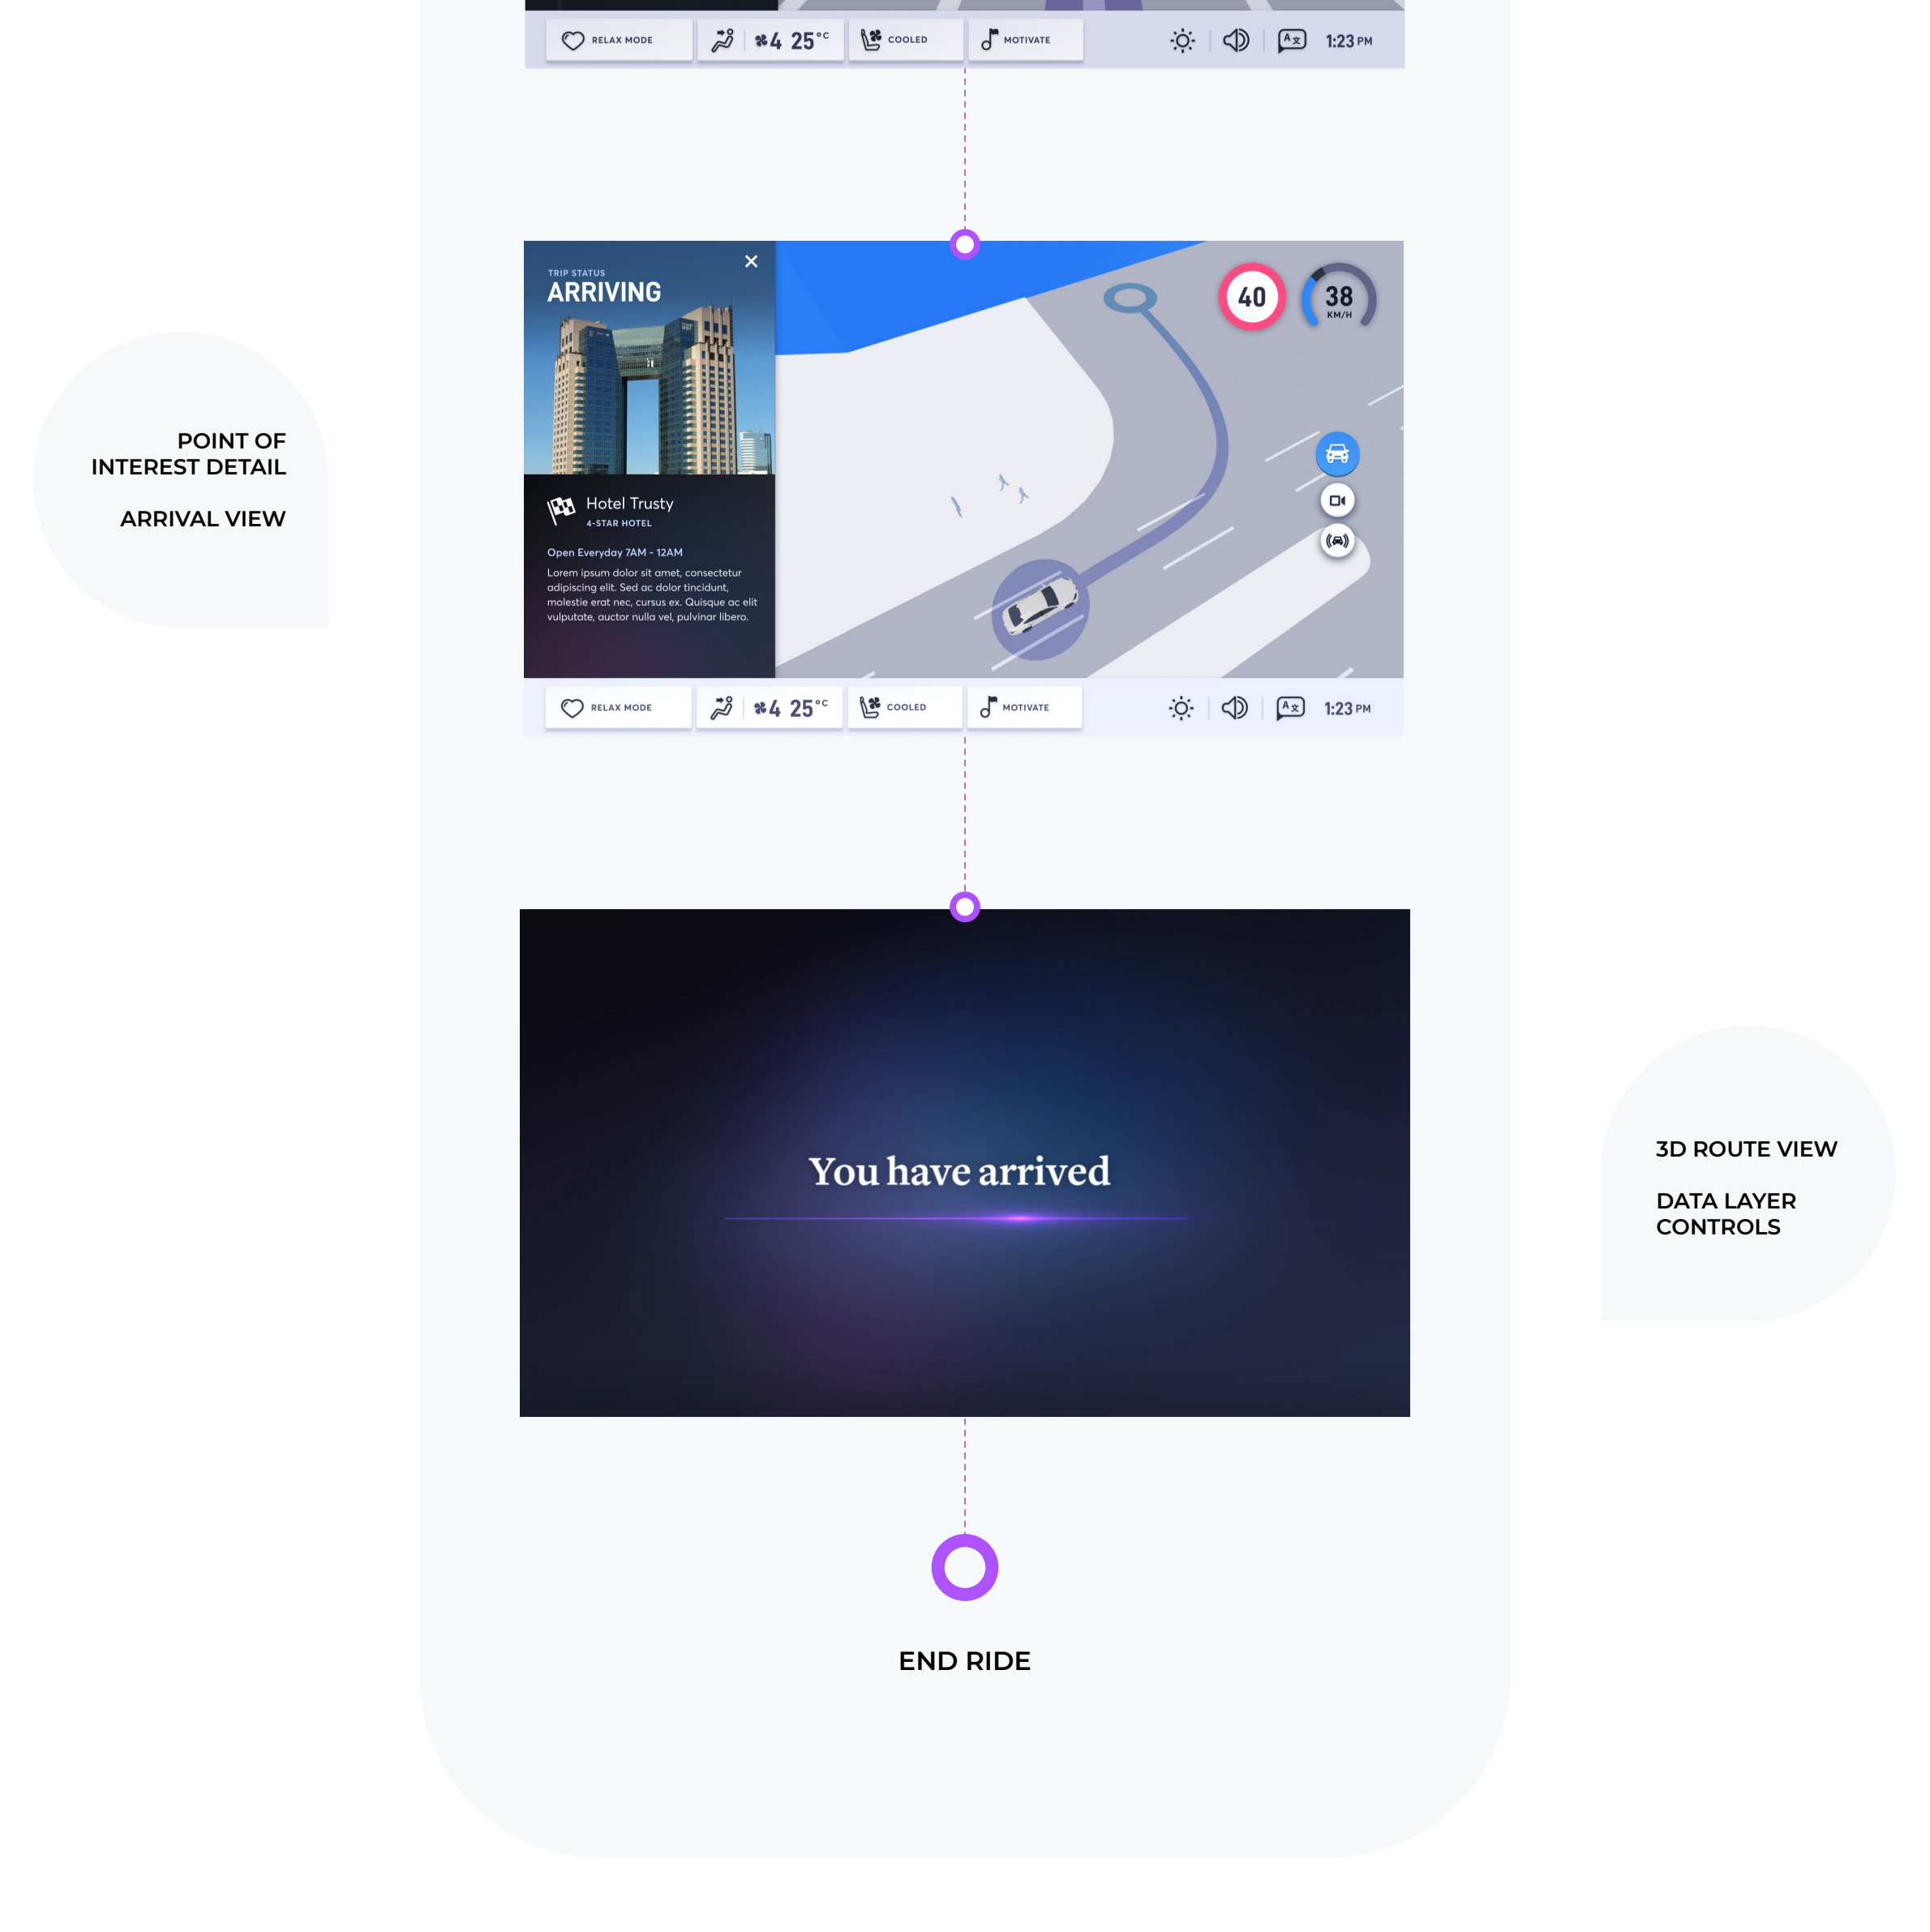 RELAX MODE
4 25°C
COOLED
MOTIVATE
A 文
1:23 PM
POINT OF
INTEREST DETAIL
ARRIVAL VIEW
TRIP STATUS
ARRIVING
Hotel Trusty
4-STAR HOTEL
Open Everyday 7AM - 12AM
Lorem ipsum dolor sit amet, consectetur
adipiscing elit. Sed ac dolor tincidunt,
molestie erat nec, cursus ex. Quisque ac elit
vulputate, auctor nulla vel, pulvinar libero.
40
38
KM/H
RELAX MODE
4 25°C
COOLED
MOTIVATE
A 文
1:23 PM
You have arrived
3D ROUTE VIEW
DATA LAYER
CONTROLS
END RIDE